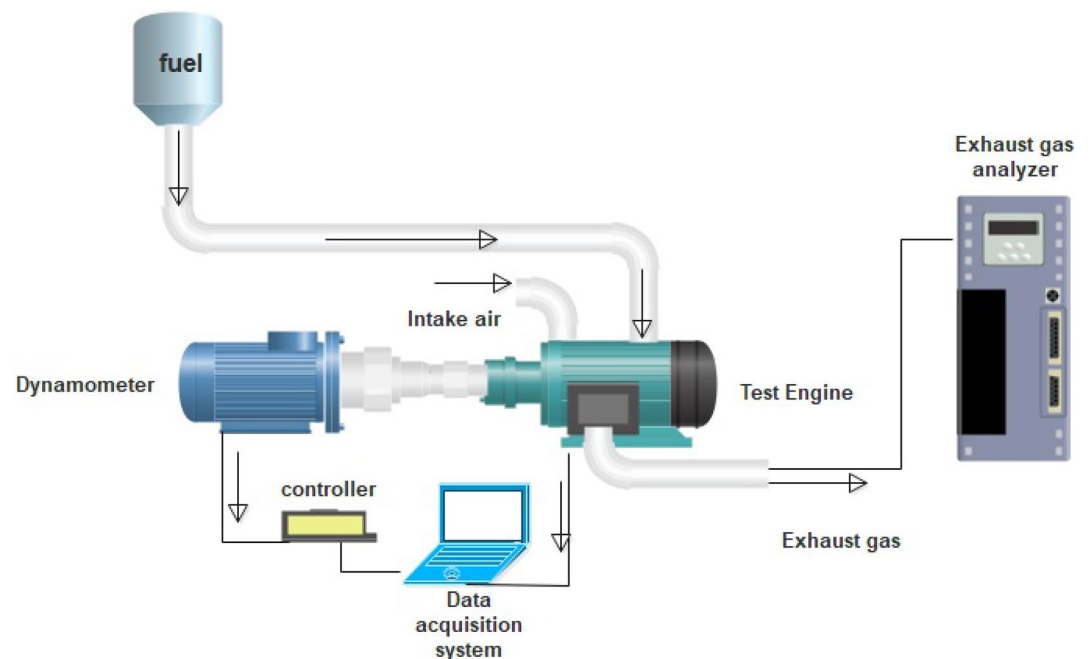 fuel
Exhaust gas
analyzer
Intake air
Dynamometer
Test Engine
controller
Exhaust gas
Data
acquisition
system